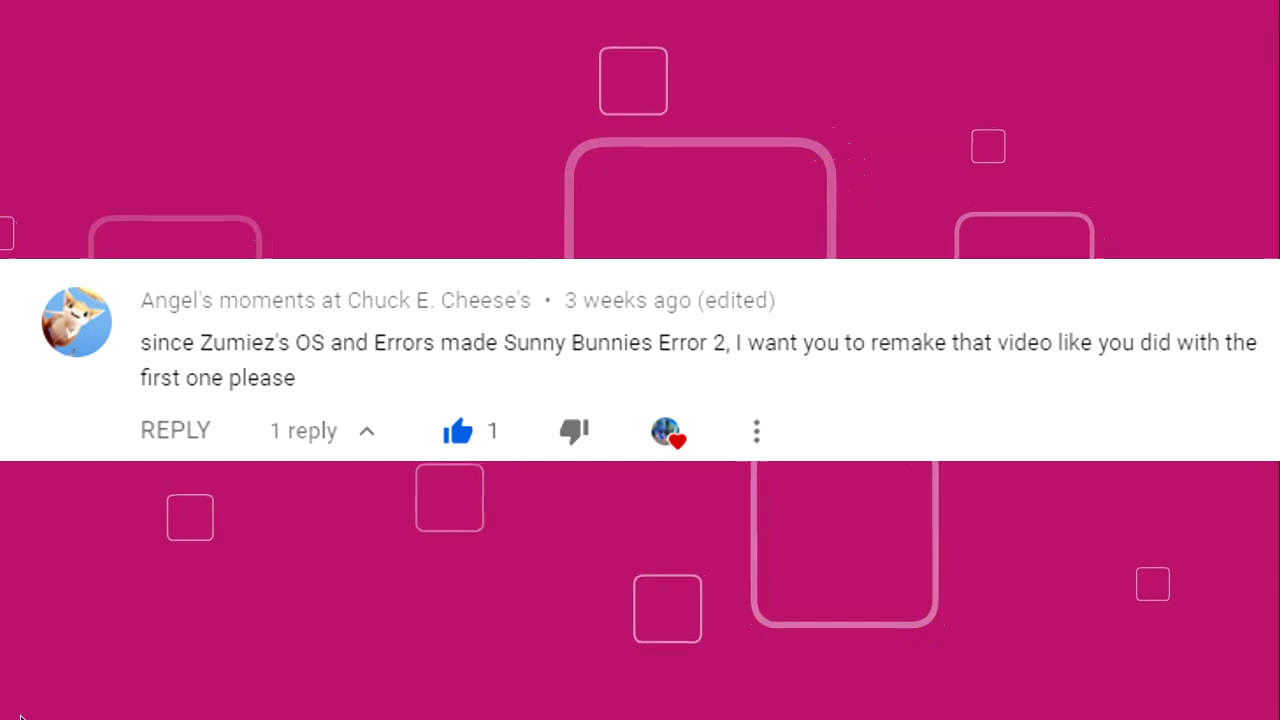 Angel's moments at Chuck E. Cheese's • 3 weeks ago (edited)
since Zumiez's OS and Errors made Sunny Bunnies Error 2, I want you to remake that video like you did with the
first one please
REPLY 1 reply 1